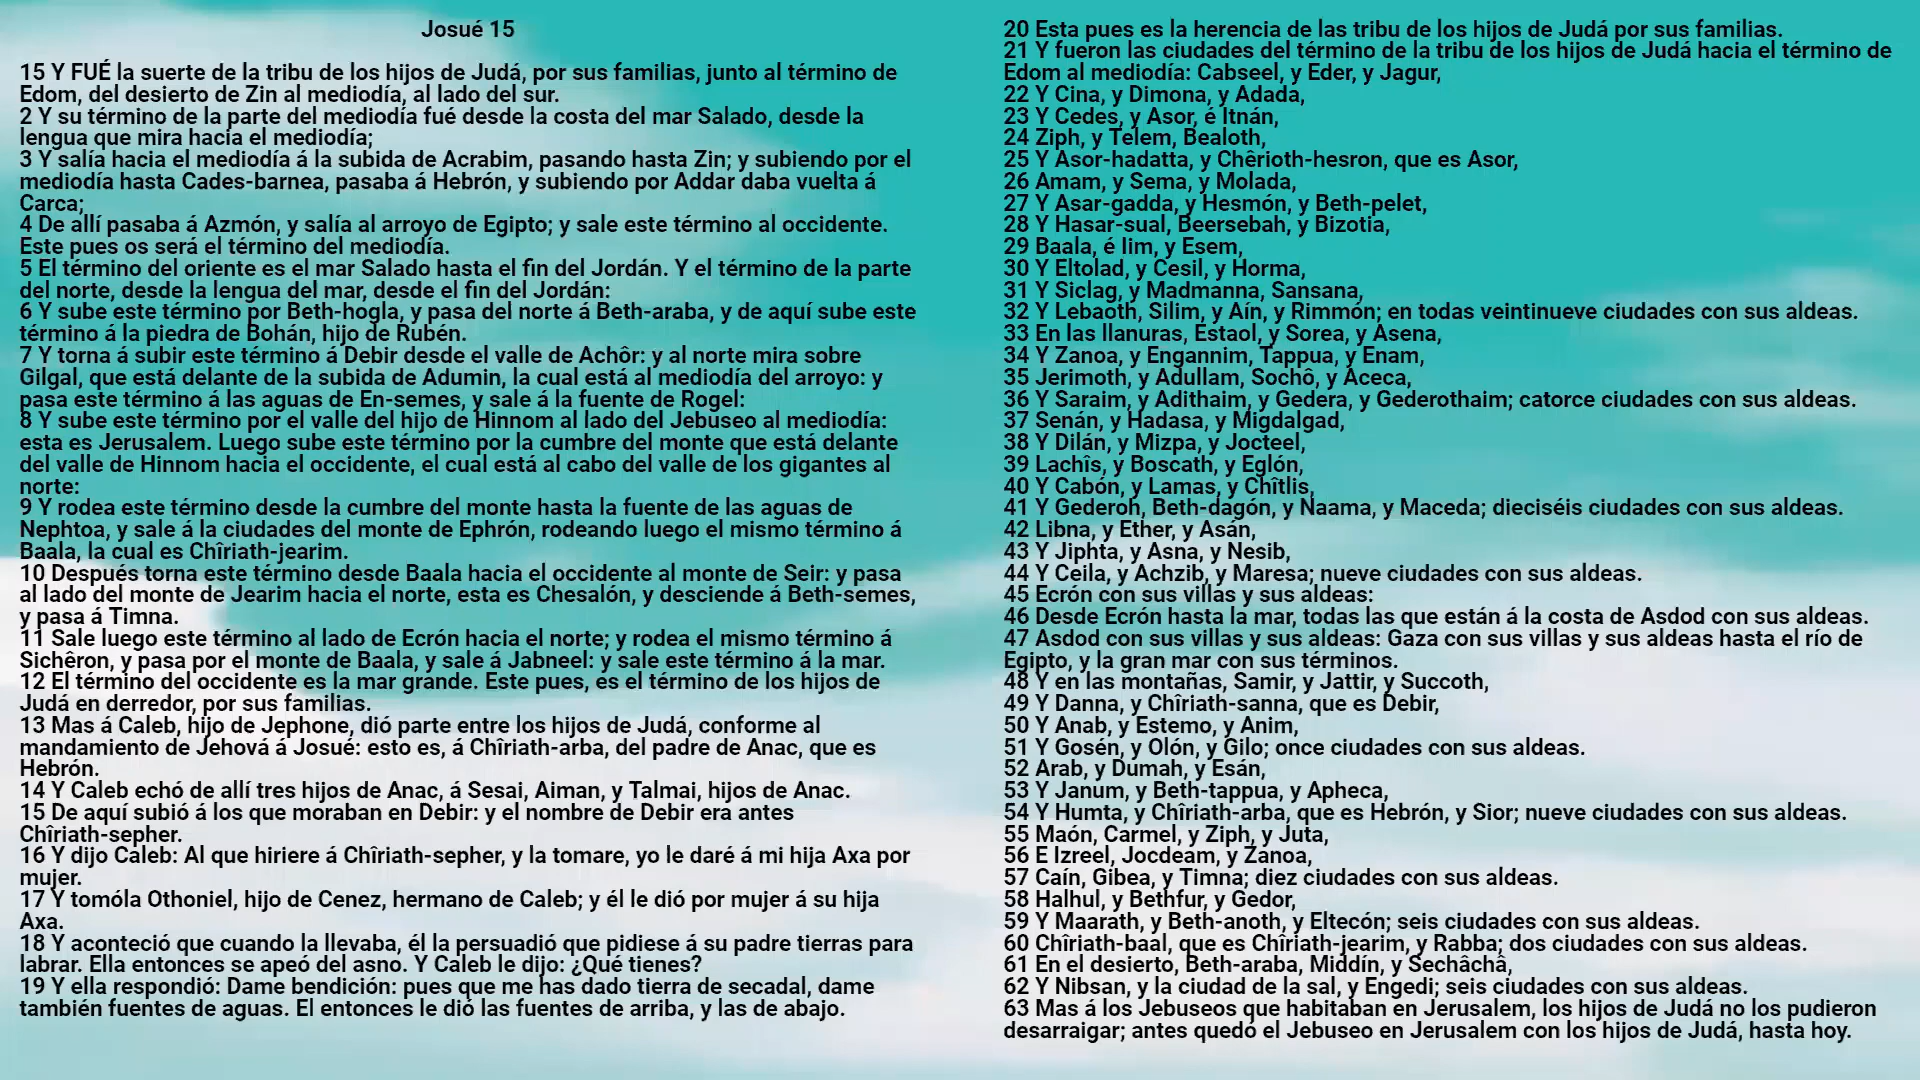 Josué 15
15 Y FUÉ la suerte de la tribu de los hijos de Judá, por sus familias, junto al término de
Edom, del desierto de Zin al mediodía, al lado del sur.
2 Y su término de la parte del mediodía fué desde la costa del mar Salado, desde la
lengua que mira hacia el mediodía;
3 Y salía hacia el mediodía á la subida de Acrabim, pasando hasta Zin; y subiendo por el
mediodía hasta Cades-barnea, pasaba á Hebrón, y subiendo por Addar daba vuelta á
Carca;
4 De allí pasaba á Azmón, y salía al arroyo de Egipto; y sale este término al occidente.
Este pues os será el término del mediodía.
5 El término del oriente es el mar Salado hasta el fin del Jordán. Y el término de la parte
del norte, desde la lengua del mar, desde el fin del Jordán:
6 Y sube este término por Beth-hogla, y pasa del norte á Beth-araba, y de aquí sube este
término á la piedra de Bohán, hijo de Rubén.
7 Y torna á subir este término á Debir desde el valle de Achôr: y al norte mira sobre
Gilgal, que está delante de la subida de Adumin, la cual está al mediodía del arroyo: y
pasa este término á las aguas de En-semes, y sale á la fuente de Rogel:
8 Y sube este término por el valle del hijo de Hinnom al lado del Jebuseo al mediodía:
esta es Jerusalem. Luego sube este término por la cumbre del monte que está delante
del valle de Hinnom hacia el occidente, el cual está al cabo del valle de los gigantes al
norte:
9 Y rodea este término desde la cumbre del monte hasta la fuente de las aguas de
Nephtoa, y sale á la ciudades del monte de Ephrón, rodeando luego el mismo término á
Baala, la cual es Chîriath-jearim.
10 Después torna este término desde Baala hacia el occidente al monte de Seir: y pasa
al lado del monte de Jearim hacia el norte, esta es Chesalón, y desciende á Beth-semes,
y pasa á Timna.
11 Sale luego este término al lado de Ecrón hacia el norte; y rodea el mismo término á
Sichêron, y pasa por el monte de Baala, y sale á Jabneel: y sale este término á la mar.
12 El término del occidente es la mar grande. Este pues, es el término de los hijos de
Judá en derredor, por sus familias.
13 Mas á Caleb, hijo de Jephone, dió parte entre los hijos de Judá, conforme al
mandamiento de Jehová á Josué: esto es, á Chîriath-arba, del padre de Anac, que es
Hebrón.
14 Y Caleb echó de allí tres hijos de Anac, á Sesai, Aiman, y Talmai, hijos de Anac.
15 De aquí subió á los que moraban en Debir: y el nombre de Debir era antes
Chîriath-sepher.
16 Y dijo Caleb: Al que hiriere á Chîriath-sepher, y la tomare, yo le daré á mi hija Axa por
mujer.
17 Y tomóla Othoniel, hijo de Cenez, hermano de Caleb; y él le dió por mujer á su hija
Axa.
18 Y aconteció que cuando la llevaba, él la persuadió que pidiese á su padre tierras para
labrar. Ella entonces se apeó del asno. Y Caleb le dijo: ¿Qué tienes?
19 Y ella respondió: Dame bendición: pues que me has dado tierra de secadal, dame
también fuentes de aguas. El entonces le dió las fuentes de arriba, y las de abajo.
20 Esta pues es la herencia de las tribu de los hijos de Judá por sus familias.
21 Y fueron las ciudades del término de la tribu de los hijos de Judá hacia el término de
Edom al mediodía: Cabseel, y Eder, y Jagur,
22 Y Cina, y Dimona, y Adada,
23 Y Cedes, y Asor, é Itnán,
24 Ziph, y Telem, Bealoth,
25 Y Asor-hadatta, y Chêrioth-hesron, que es Asor,
26 Amam, y Sema, y Molada,
27 Y Asar-gadda, y Hesmón, y Beth-pelet,
28 Y Hasar-sual, Beersebah, y Bizotia,
29 Baala, é Iim, y Esem,
30 Y Eltolad, y Cesil, y Horma,
31 Y Siclag, y Madmanna, Sansana,
32 Y Lebaoth, Silim, y Aín, y Rimmón; en todas veintinueve ciudades con sus aldeas.
33 En las llanuras, Estaol, y Sorea, y Asena,
34 Y Zanoa, y Engannim, Tappua, y Enam,
35 Jerimoth, y Adullam, Sochô, y Aceca,
36 Y Saraim, y Adithaim, y Gedera, y Gederothaim; catorce ciudades con sus aldeas.
37 Senán, y Hadasa, y Migdalgad,
38 Y Dilán, y Mizpa, y Jocteel,
39 Lachîs, y Boscath, y Eglón,
40 Y Cabón, y Lamas, y Chîtlis,
41 Y Gederoh, Beth-dagón, y Naama, y Maceda; dieciséis ciudades con sus aldeas.
42 Libna, y Ether, y Asán,
43 Y Jiphta, y Asna, y Nesib,
44 Y Ceila, y Achzib, y Maresa; nueve ciudades con sus aldeas.
45 Ecrón con sus villas y sus aldeas:
46 Desde Ecrón hasta la mar, todas las que están á la costa de Asdod con sus aldeas.
47 Asdod con sus villas y sus aldeas: Gaza con sus villas y sus aldeas hasta el río de
Egipto, y la gran mar con sus términos.
48 Y en las montañas, Samir, y Jattir, y Succoth,
49 Y Danna, y Chîriath-sanna, que es Debir,
50 Y Anab, y Estemo, y Anim,
51 Y Gosén, y Olón, y Gilo; once ciudades con sus aldeas.
52 Arab, y Dumah, y Esán,
53 Y Janum, y Beth-tappua, y Apheca,
54 Y Humta, y Chîriath-arba, que es Hebrón, y Sior; nueve ciudades con sus aldeas.
55 Maón, Carmel, y Ziph, y Juta,
56 E Izreel, Jocdeam, y Zanoa,
57 Caín, Gibea, y Timna; diez ciudades con sus aldeas.
58 Halhul, y Bethfur, y Gedor,
59 Y Maarath, y Beth-anoth, y Eltecón; seis ciudades con sus aldeas.
60 Chîriath-baal, que es Chîriath-jearim, y Rabba; dos ciudades con sus aldeas.
61 En el desierto, Beth-araba, Middín, y Sechâchâ,
62 Y Nibsan, y la ciudad de la sal, y Engedi; seis ciudades con sus aldeas.
63 Mas á los Jebuseos que habitaban en Jerusalem, los hijos de Judá no los pudieron
desarraigar; antes quedó el Jebuseo en Jerusalem con los hijos de Judá, hasta hoy.